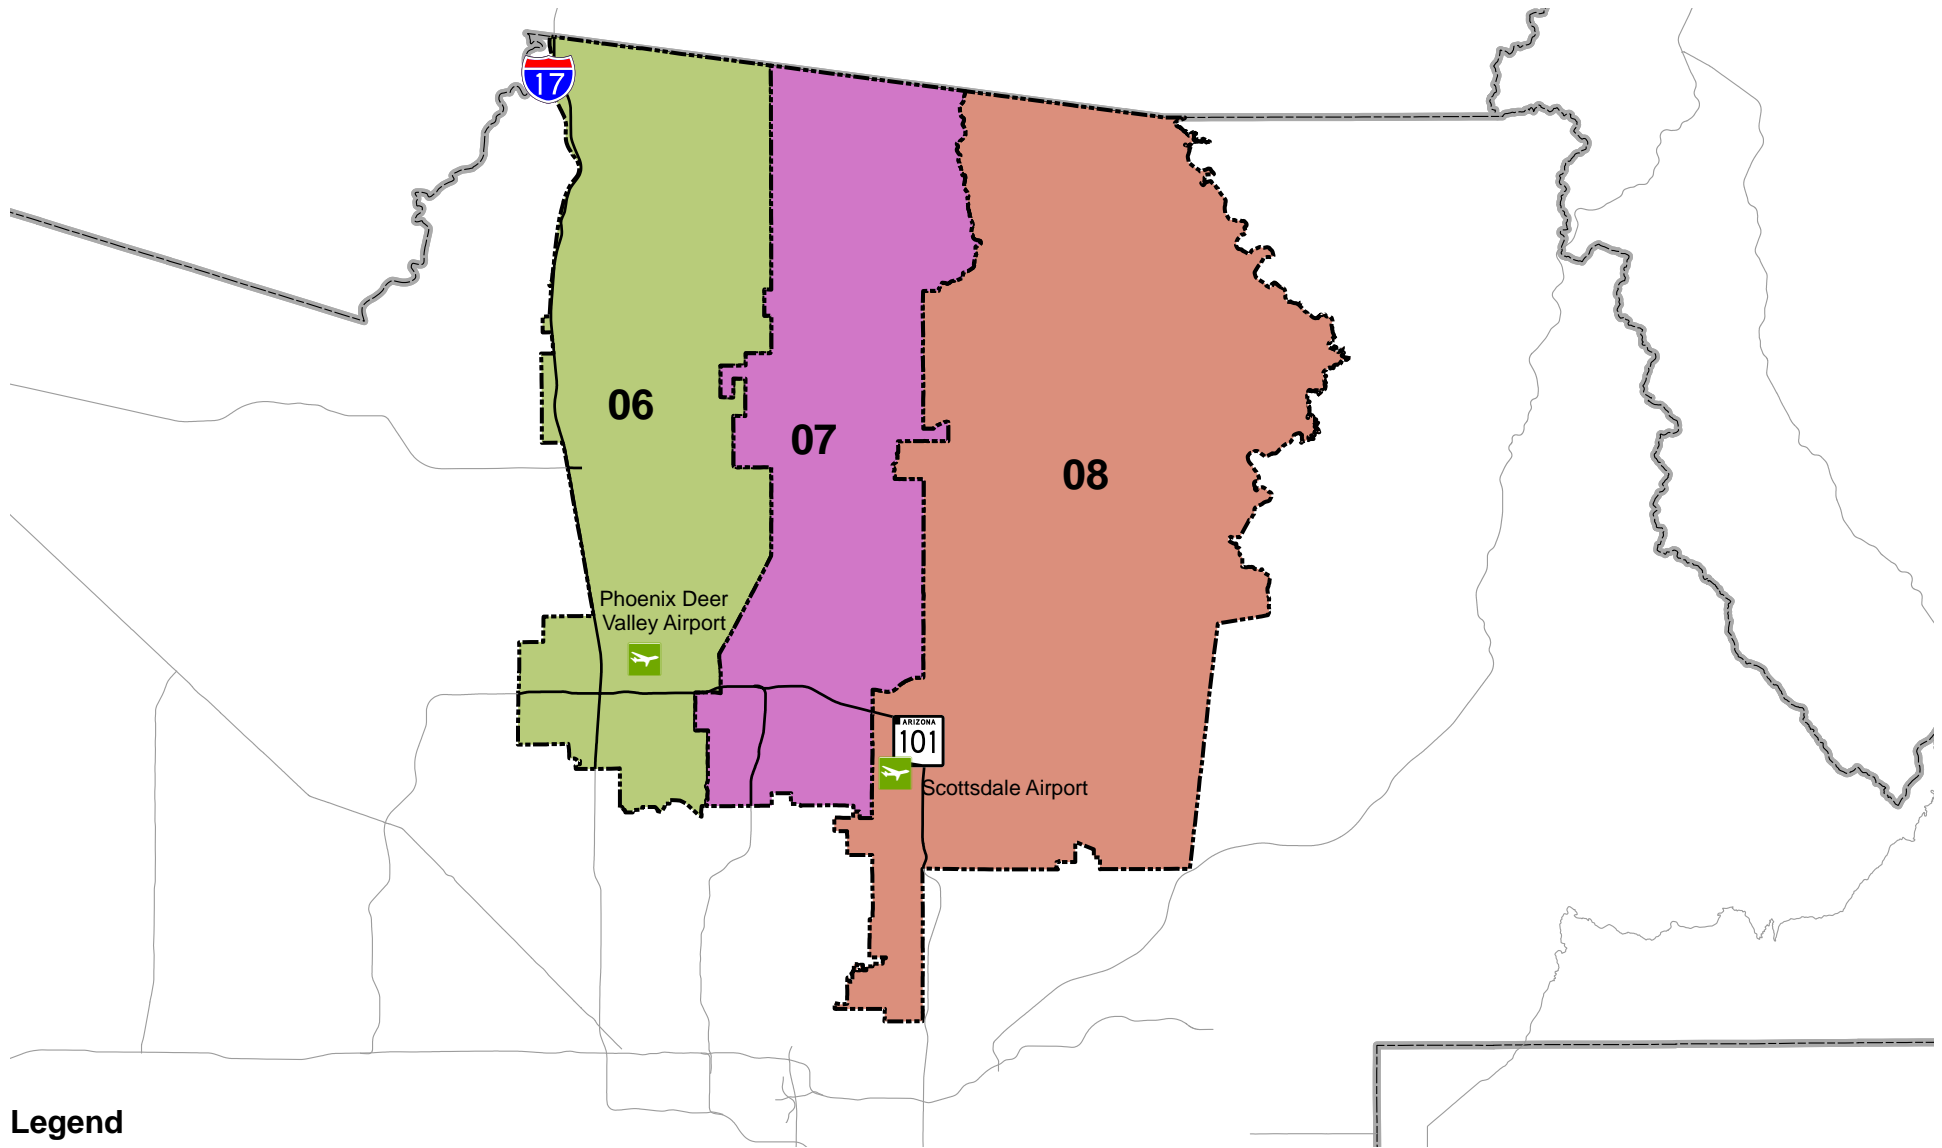 17
06
07
08
Phoenix Deer
Valley Airport
ARIZONA
101
Scottsdale Airport
Legend